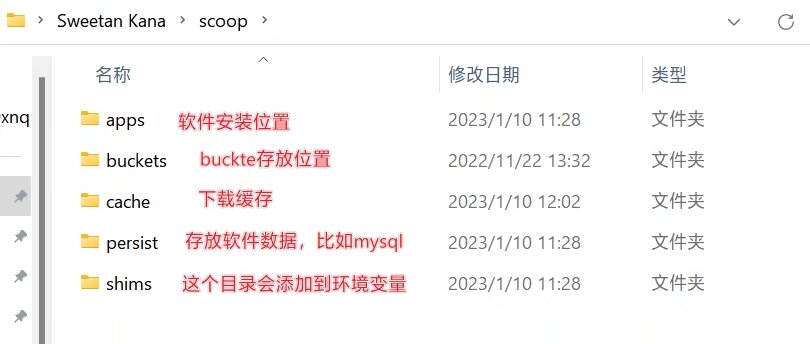 Sweetan Kana > scoop >
名称 修改日期 类型
xnq
apps 软件安装位置 2023/1/10 11:28 文件夹
buckets buckte存放位置 2022/11/22 13:32 文件夹
cache 下载缓存 2023/1/10 12:02 文件夹
persist 存放软件数据，比如mysql 2023/1/10 11:28 文件夹
shims 这个目录会添加到环境变量 2023/1/10 11:28 文件夹